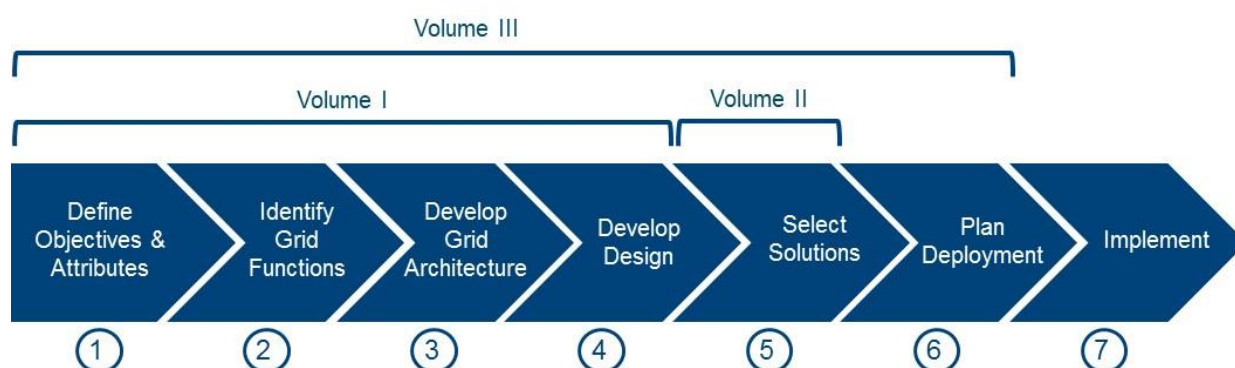 Volume III
Volume I
Volume II
Define
Objectives &
Attributes
Identify
Grid
Functions
Develop
Grid
Architecture
Develop
Design
Select
Solutions
Plan
Deployment
Implement
1
2
3
4
5
6
7